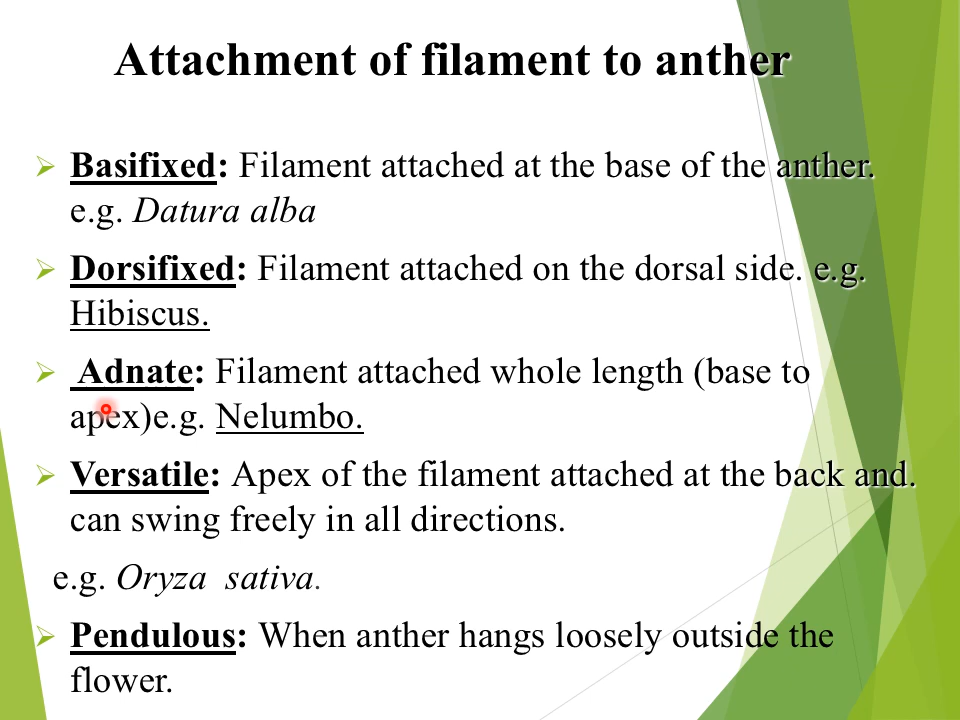 Attachment of filament to anther
Basifixed: Filament attached at the base of the anther.
e.g. Datura alba
Dorsifixed: Filament attached on the dorsal side. e.g.
Hibiscus.
Adnate: Filament attached whole length (base to
apex)e.g. Nelumbo.
Versatile: Apex of the filament attached at the back and.
can swing freely in all directions.
e.g. Oryza sativa.
Pendulous: When anther hangs loosely outside the
flower.